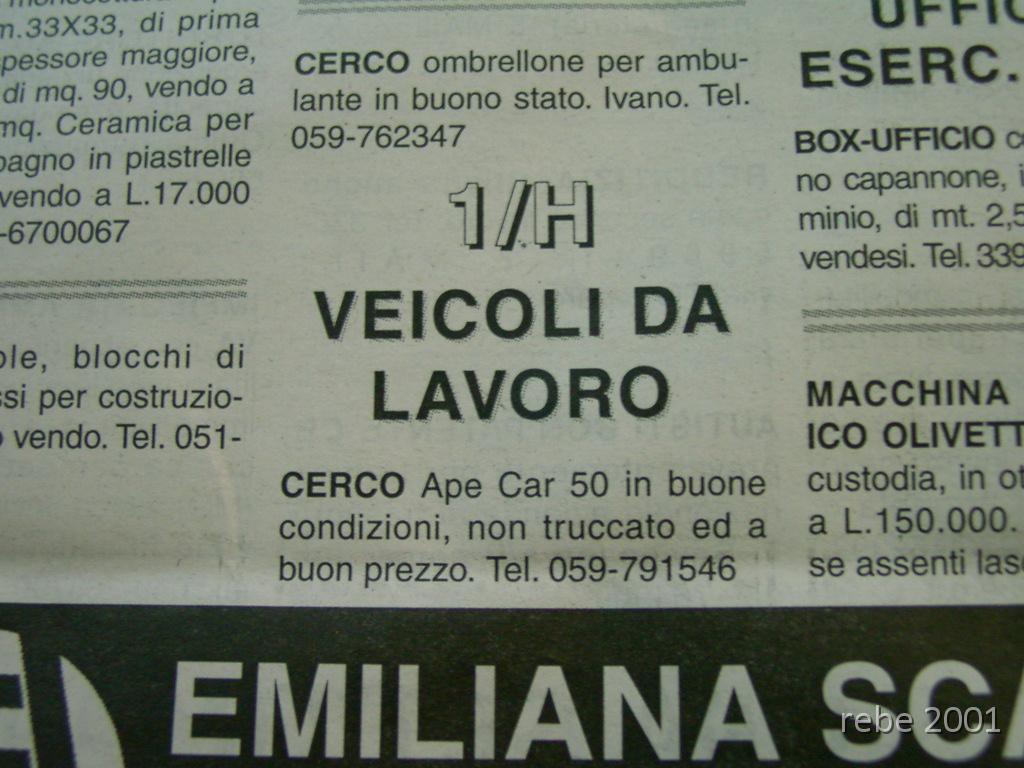 m.33X33, di prima
spessore maggiore,
di mq. 90, vendo a
mq. Ceramica per
bagno in piastrelle
vendo a L.17.000
-6700067
ole, blocchi di
ssi per costruzio-
o vendo. Tel. 051-
CERCO ombrellone per ambu-
lante in buono stato. Ivano. Tel.
059-762347
1/H
VEICOLI DA
LAVORO
CERCO Ape Car 50 in buone
condizioni, non truccato ed a
buon prezzo. Tel. 059-791546
UFFIC
ESERC.
BOX-UFFICIO
no capannone, i
minio, di mt. 2,5
vendesi. Tel. 339
MACCHINA
ICO OLIVETT
custodia, in ot
a L.150.000.
se assenti lasc
EMILIANA SCA
rebe 2001